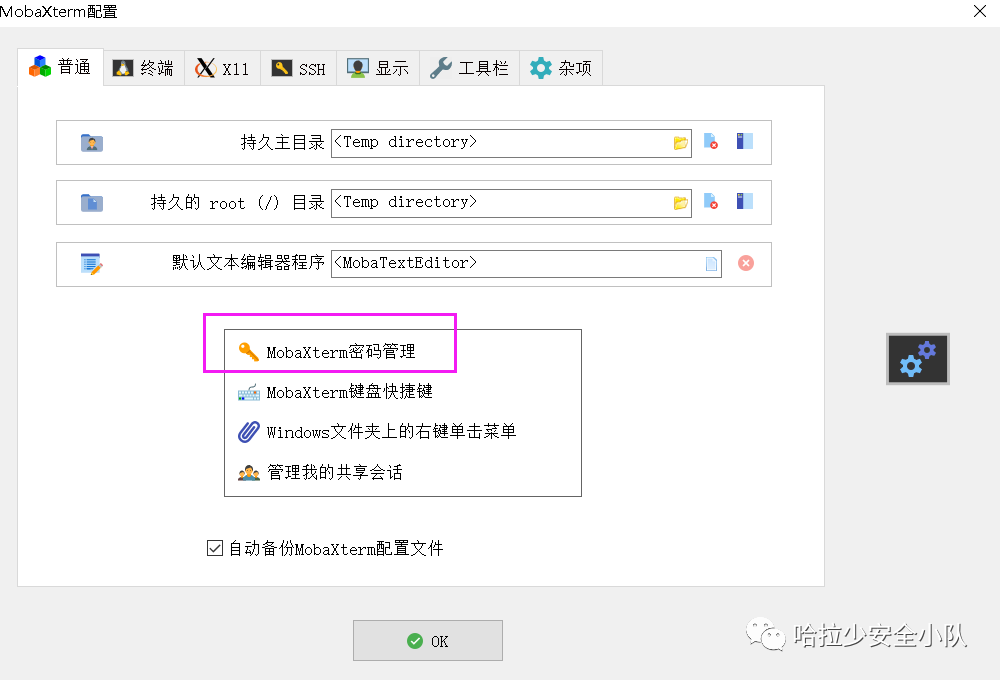 MobaXterm配置
普通 终端 X11 SSH 显示 工具栏 杂项
持久主目录 <Temp directory>
持久的 root (/) 目录 <Temp directory>
默认文本编辑器程序 <MobaTextEditor>
MobaXterm密码管理
MobaXterm键盘快捷键
Windows文件夹上的右键单击菜单
管理我的共享会话
自动备份MobaXterm配置文件
OK
哈拉少安全小队